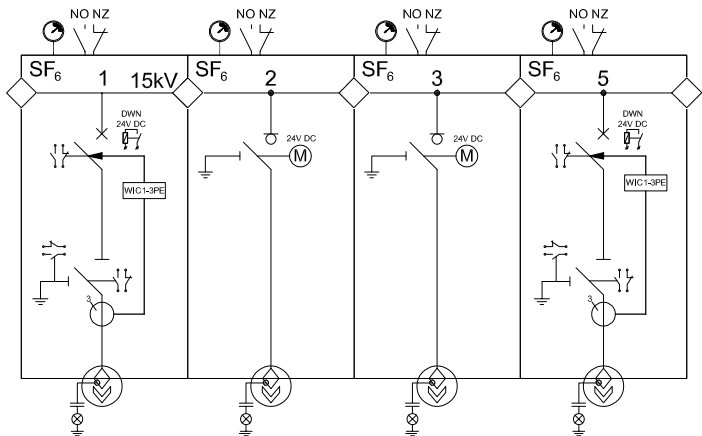 NO NZ
NO NZ
NO NZ
NO NZ
SF6
1
15kV
SF6
2
SF6
3
SF6
5
DWN
24V DC
24V DC
24V DC
DWN
24V DC
M
M
WIC1-3PE
WIC1-3PE
3
3